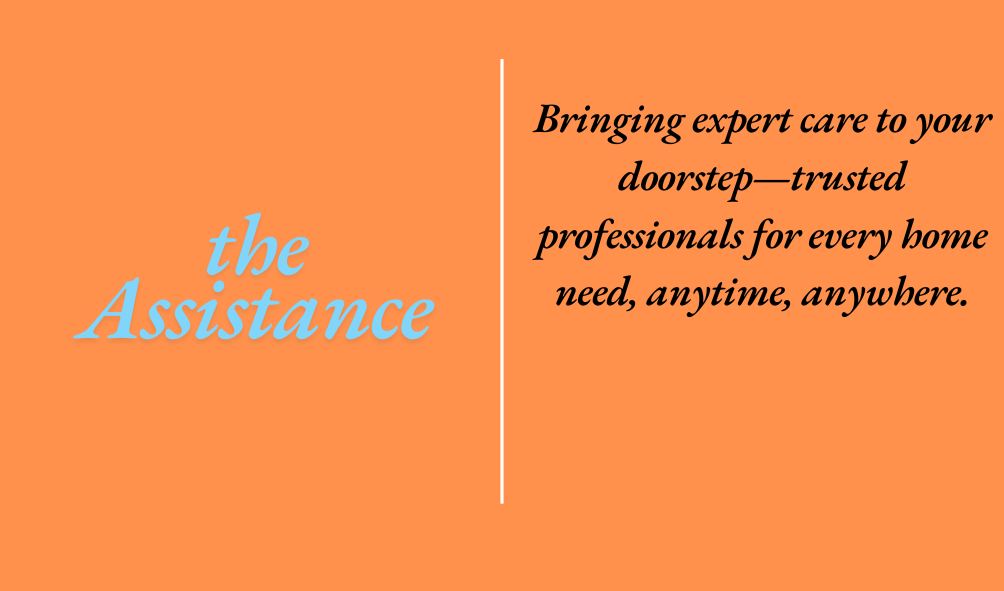 the
Assistance
Bringing expert care to your
doorstep—trusted
professionals for every home
need, anytime, anywhere.